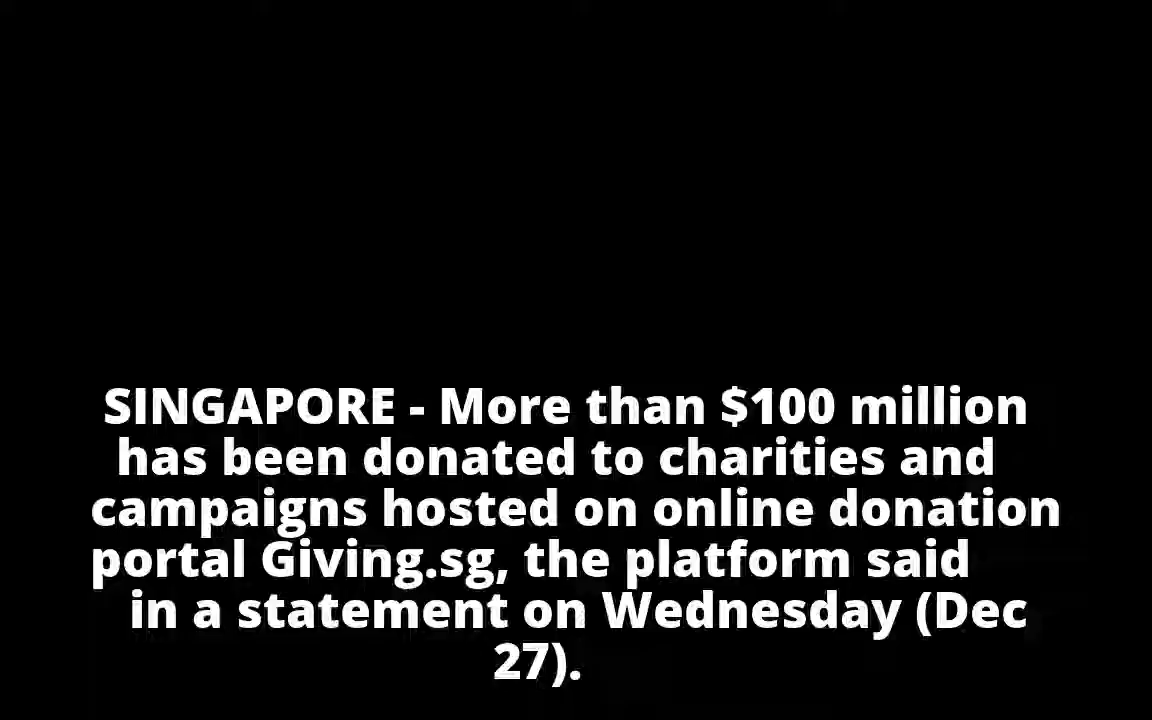 SINGAPORE - More than $100 million
has been donated to charities and
campaigns hosted on online donation
portal Giving.sg, the platform said
in a statement on Wednesday (Dec
27).